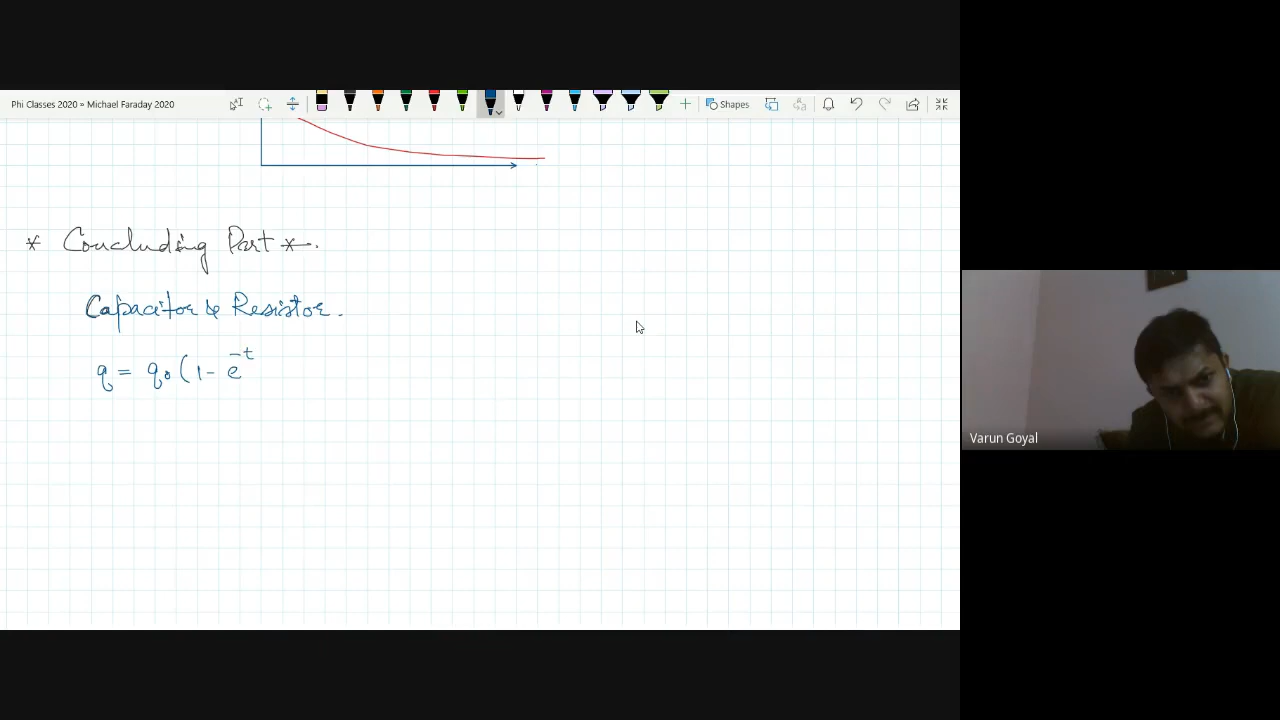 Phi Classes 2020 » Michael Faraday 2020
Shapes
* Concluding Part *.
Capacitor & Resistor.
q = q₀ (1 - e^-t
Varun Goyal